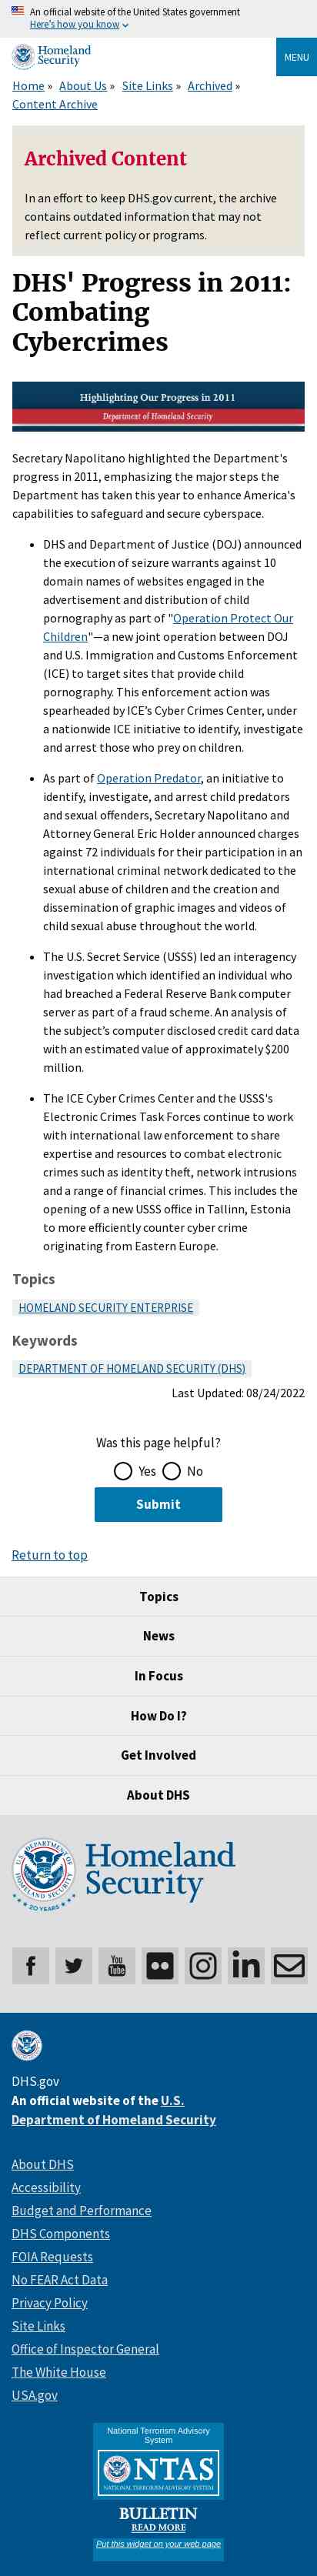 An official website of the United States government
Here's how you know
Homeland
Security
MENU
Home » About Us » Site Links » Archived »
Content Archive
Archived Content
In an effort to keep DHS.gov current, the archive
contains outdated information that may not
reflect current policy or programs.
DHS' Progress in 2011:
Combating
Cybercrimes
Highlighting Our Progress in 2011
Department of Homeland Security
Secretary Napolitano highlighted the Department's
progress in 2011, emphasizing the major steps the
Department has taken this year to enhance America's
capabilities to safeguard and secure cyberspace.
• DHS and Department of Justice (DOJ) announced
the execution of seizure warrants against 10
domain names of websites engaged in the
advertisement and distribution of child
pornography as part of "Operation Protect Our
Children"—a new joint operation between DOJ
and U.S. Immigration and Customs Enforcement
(ICE) to target sites that provide child
pornography. This enforcement action was
spearheaded by ICE’s Cyber Crimes Center, under
a nationwide ICE initiative to identify, investigate
and arrest those who prey on children.
• As part of Operation Predator, an initiative to
identify, investigate, and arrest child predators
and sexual offenders, Secretary Napolitano and
Attorney General Eric Holder announced charges
against 72 individuals for their participation in an
international criminal network dedicated to the
sexual abuse of children and the creation and
dissemination of graphic images and videos of
child sexual abuse throughout the world.
• The U.S. Secret Service (USSS) led an interagency
investigation which identified an individual who
had breached a Federal Reserve Bank computer
server as part of a fraud scheme. An analysis of
the subject’s computer disclosed credit card data
with an estimated value of approximately $200
million.
• The ICE Cyber Crimes Center and the USSS's
Electronic Crimes Task Forces continue to work
with international law enforcement to share
expertise and resources to combat electronic
crimes such as identity theft, network intrusions
and a range of financial crimes. This includes the
opening of a new USSS office in Tallinn, Estonia
to more efficiently counter cyber crime
originating from Eastern Europe.
Topics
HOMELAND SECURITY ENTERPRISE
Keywords
DEPARTMENT OF HOMELAND SECURITY (DHS)
Last Updated: 08/24/2022
Was this page helpful?
Yes No
Submit
Return to top
Topics
News
In Focus
How Do I?
Get Involved
About DHS
Homeland
Security
20 YEARS
You
Tube
DHS.gov
An official website of the U.S.
Department of Homeland Security
About DHS
Accessibility
Budget and Performance
DHS Components
FOIA Requests
No FEAR Act Data
Privacy Policy
Site Links
Office of Inspector General
The White House
USA.gov
National Terrorism Advisory
System
NTAS
NATIONAL TERRORISM ADVISORY SYSTEM
BULLETIN
READ MORE
Put this widget on your web page